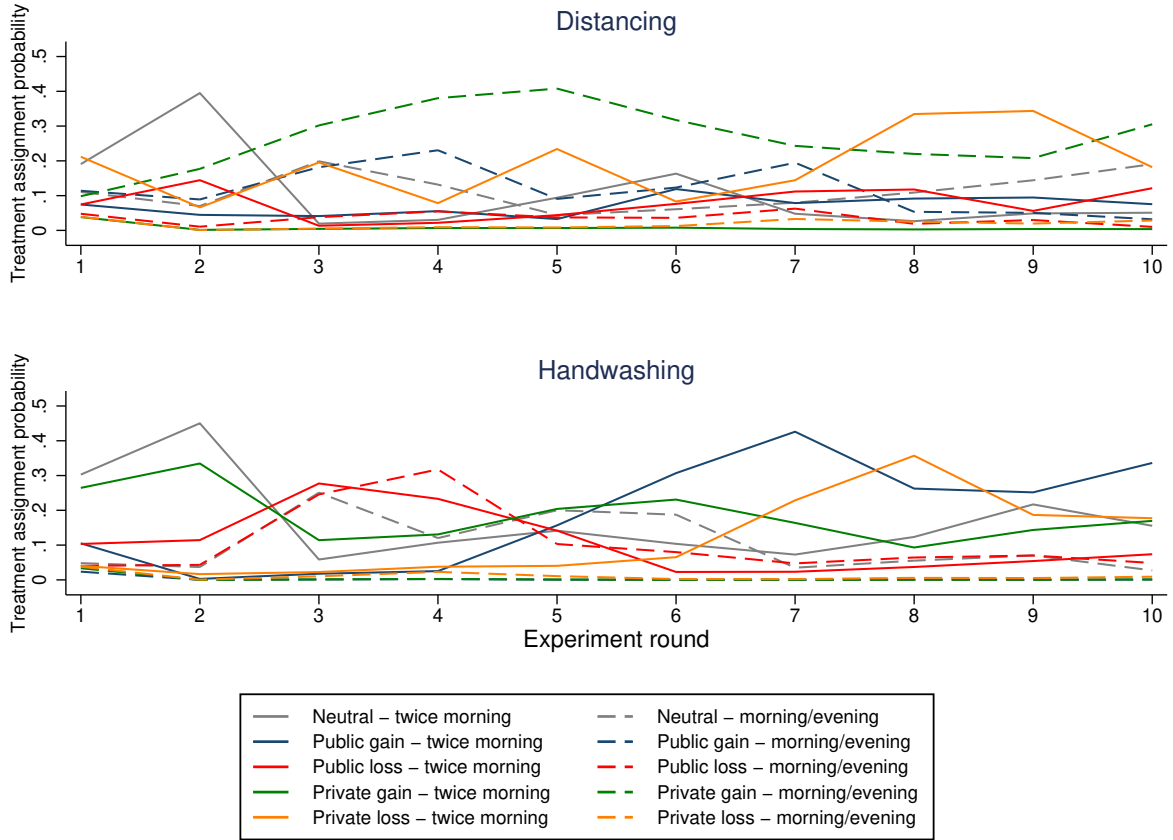 Distancing
Treatment assignment probability
.5
.4
.3
.2
.1
0
1 2 3 4 5 6 7 8 9 10
Handwashing
Treatment assignment probability
.5
.4
.3
.2
.1
0
1 2 3 4 5 6 7 8 9 10
Experiment round
Neutral – twice morning Neutral – morning/evening
Public gain – twice morning Public gain – morning/evening
Public loss – twice morning Public loss – morning/evening
Private gain – twice morning Private gain – morning/evening
Private loss – twice morning Private loss – morning/evening